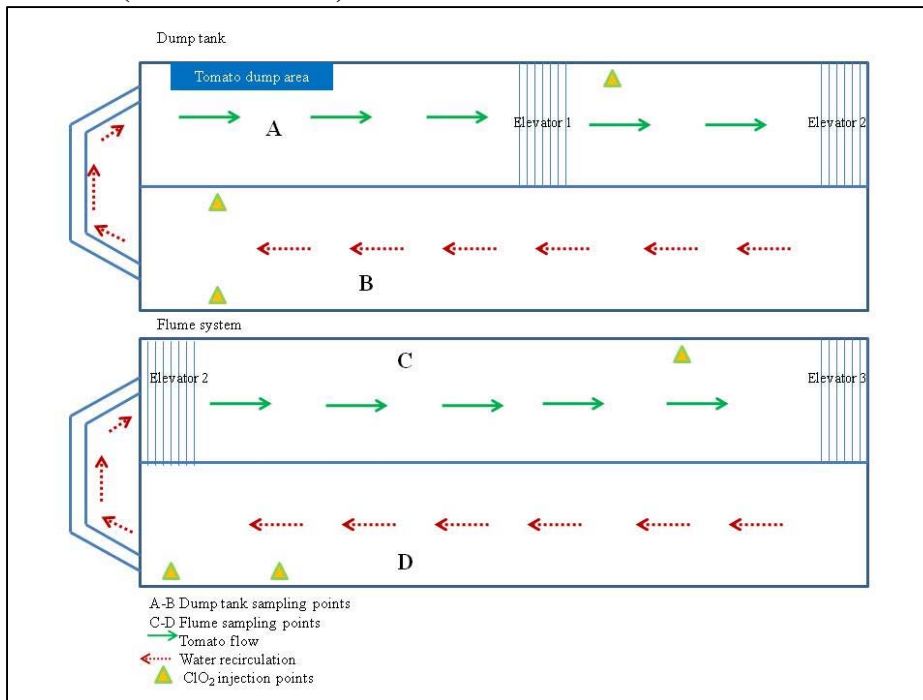 Dump tank
Tomato dump area
A
Elevator 1
Elevator 2
B
Flume system
C
Elevator 2
Elevator 3
D
A-B Dump tank sampling points
C-D Flume sampling points
Tomato flow
Water recirculation
ClO₂ injection points